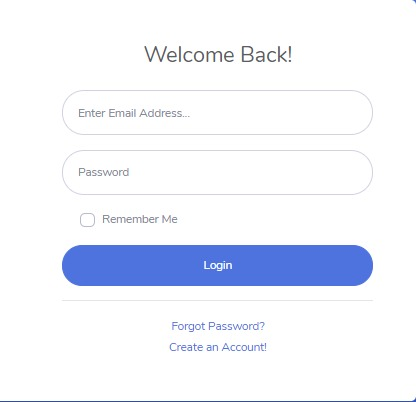 Welcome Back!
Enter Email Address...
Password
Remember Me
Login
Forgot Password?
Create an Account!